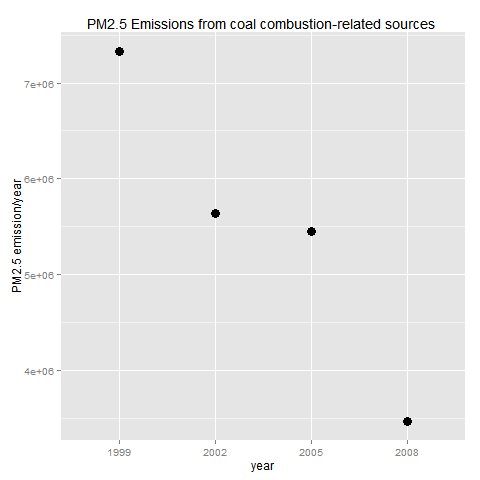 PM2.5 Emissions from coal combustion-related sources
7e+06
6e+06
5e+06
4e+06
PM2.5 emission/year
1999 2002 2005 2008
year